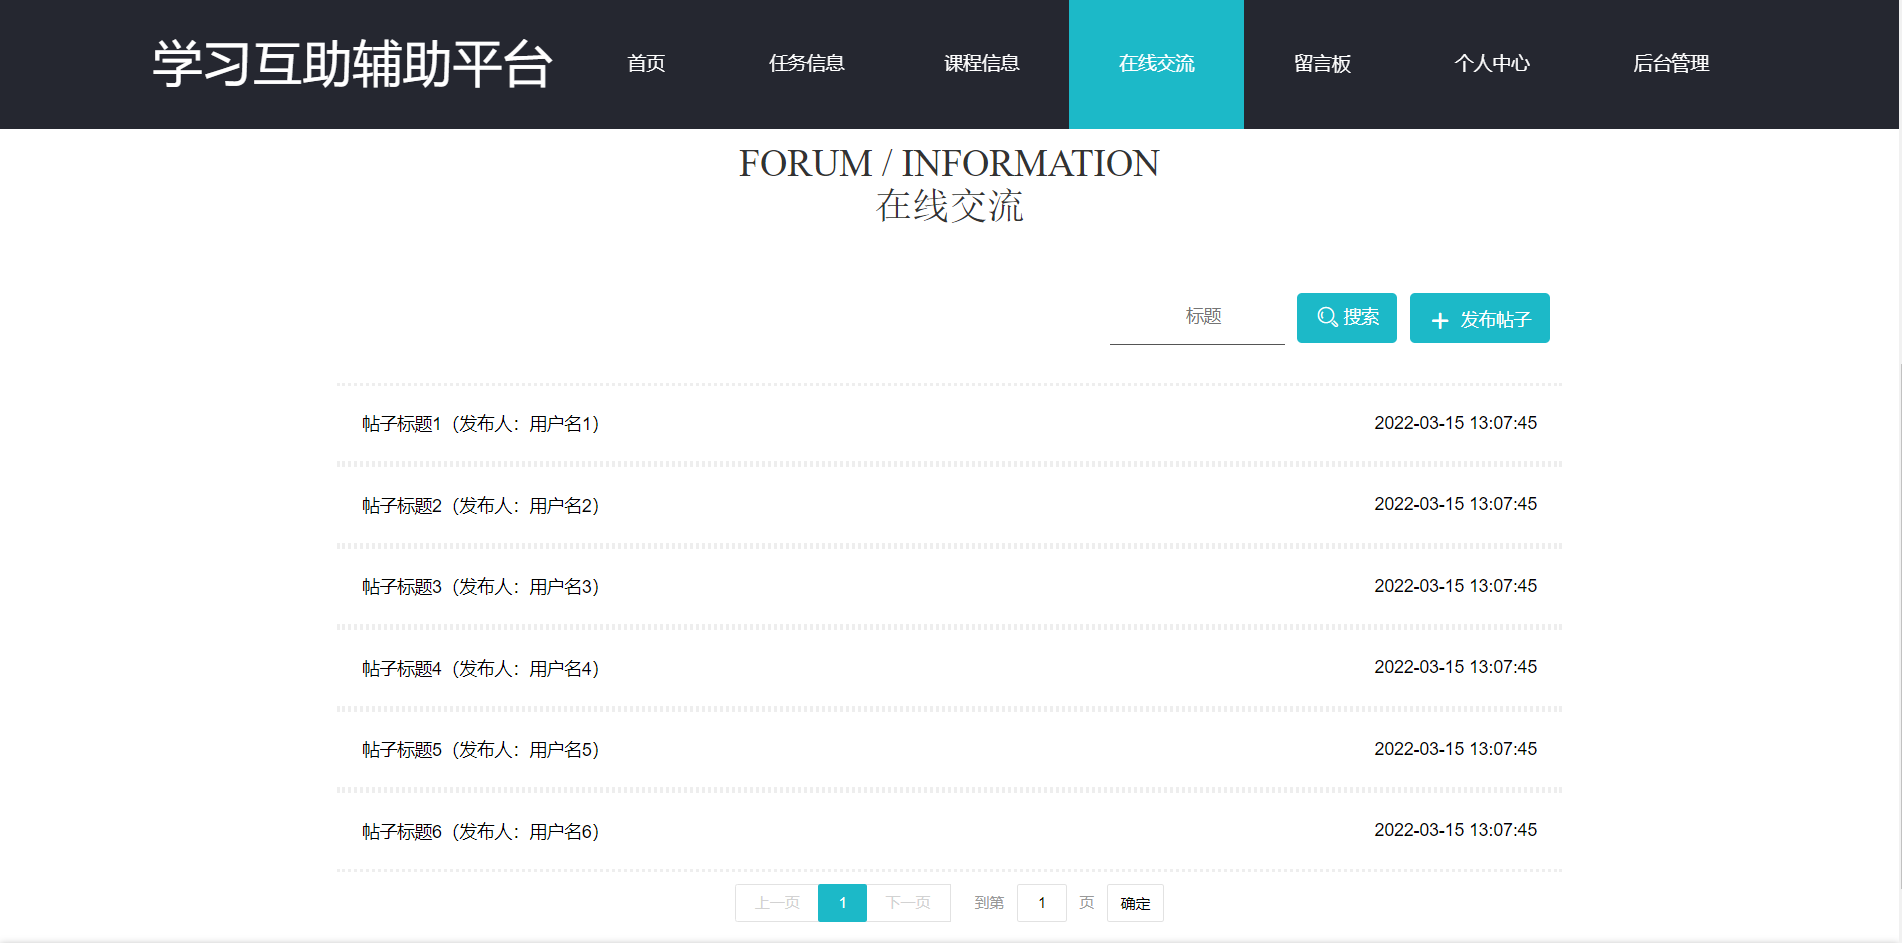 学习互助辅助平台 首页 任务信息 课程信息 在线交流 留言板 个人中心 后台管理
FORUM / INFORMATION
在线交流
标题 搜索 发布帖子
帖子标题1（发布人：用户名1） 2022-03-15 13:07:45
帖子标题2（发布人：用户名2） 2022-03-15 13:07:45
帖子标题3（发布人：用户名3） 2022-03-15 13:07:45
帖子标题4（发布人：用户名4） 2022-03-15 13:07:45
帖子标题5（发布人：用户名5） 2022-03-15 13:07:45
帖子标题6（发布人：用户名6） 2022-03-15 13:07:45
上一页 1 下一页 到第 1 页 确定